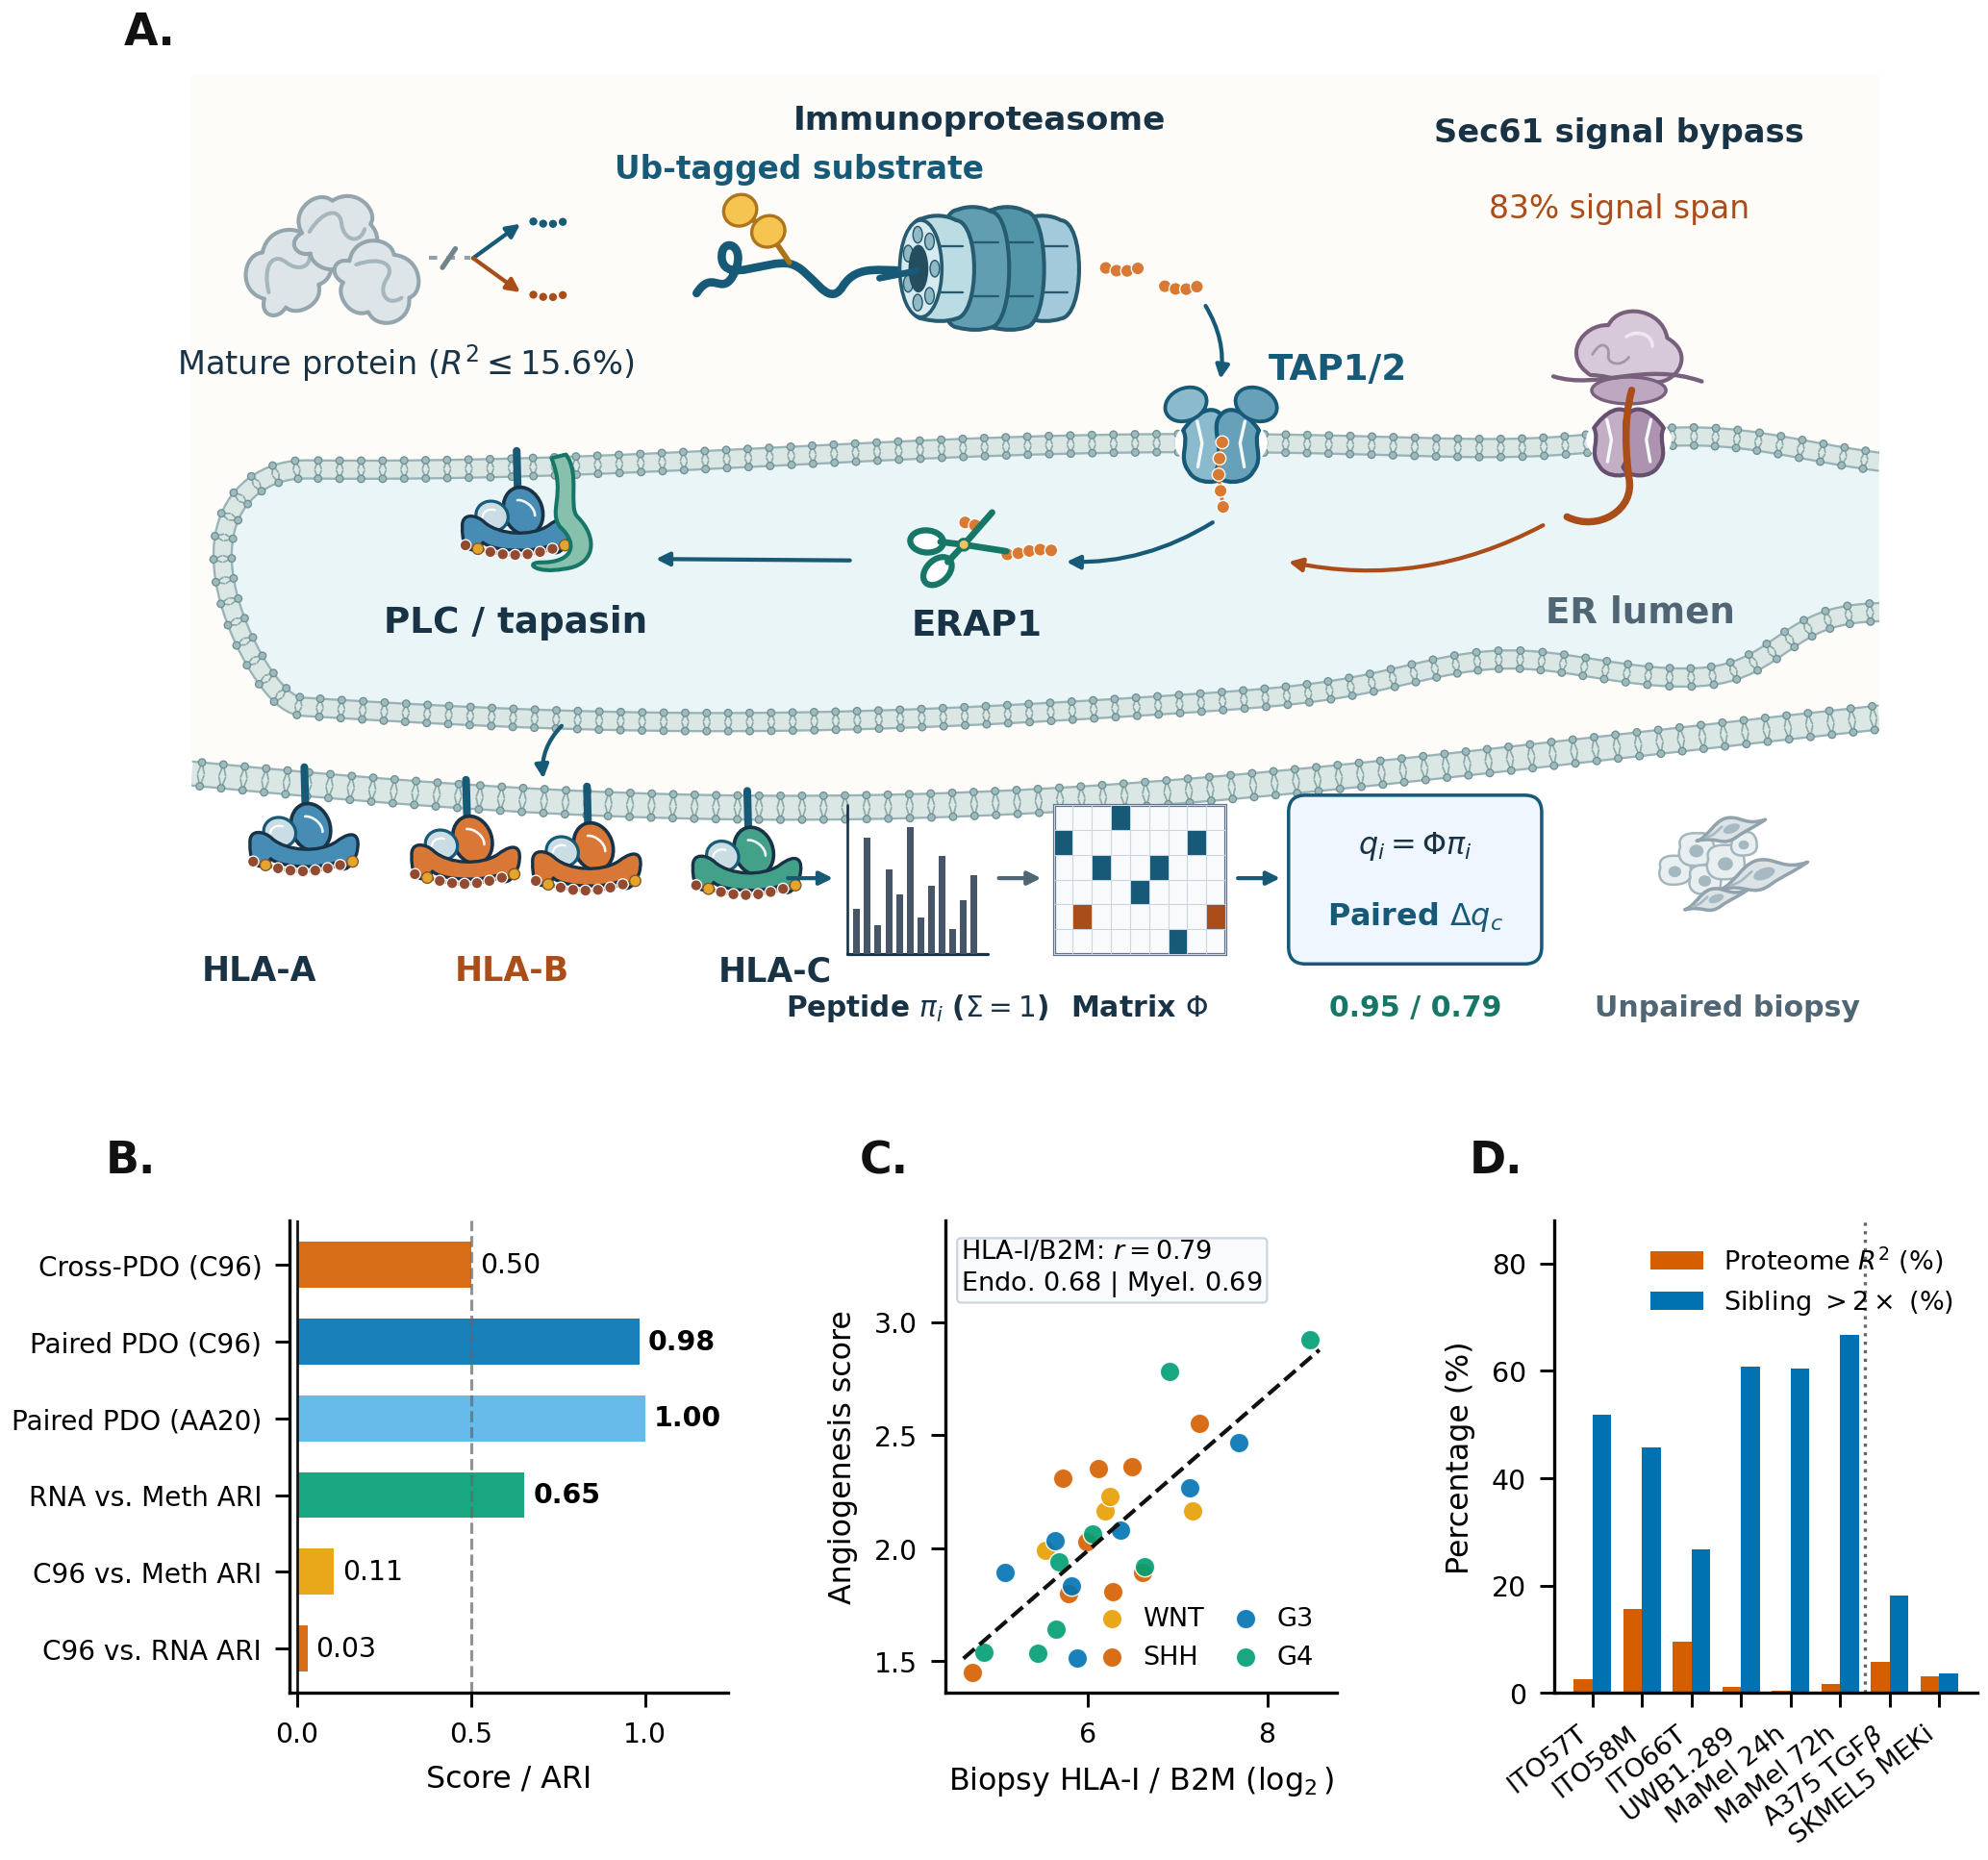 A.
Immunoproteasome
Sec61 signal bypass
Ub-tagged substrate
83% signal span
Mature protein (R² ≤ 15.6%)
TAP1/2
PLC / tapasin
ERAP1
ER lumen
qᵢ = Φπᵢ
Paired Δq_c
HLA-A
HLA-B
HLA-C
Peptide πᵢ (Σ = 1)
Matrix Φ
0.95 / 0.79
Unpaired biopsy
B.
Cross-PDO (C96)
0.50
Paired PDO (C96)
0.98
Paired PDO (AA20)
1.00
RNA vs. Meth ARI
0.65
C96 vs. Meth ARI
0.11
C96 vs. RNA ARI
0.03
0.0 0.5 1.0
Score / ARI
C.
HLA-I/B2M: r = 0.79
Endo. 0.68 | Myel. 0.69
Angiogenesis score
3.0
2.5
2.0
1.5
WNT G3
SHH G4
6 8
Biopsy HLA-I / B2M (log₂)
D.
Proteome R² (%)
Sibling >2× (%)
Percentage (%)
80
60
40
20
0
ITO57T
ITO58M
ITO66T
UWB1.289
MaMel 24h
MaMel 72h
A375 TGFβ
SKMEL5 MEKi